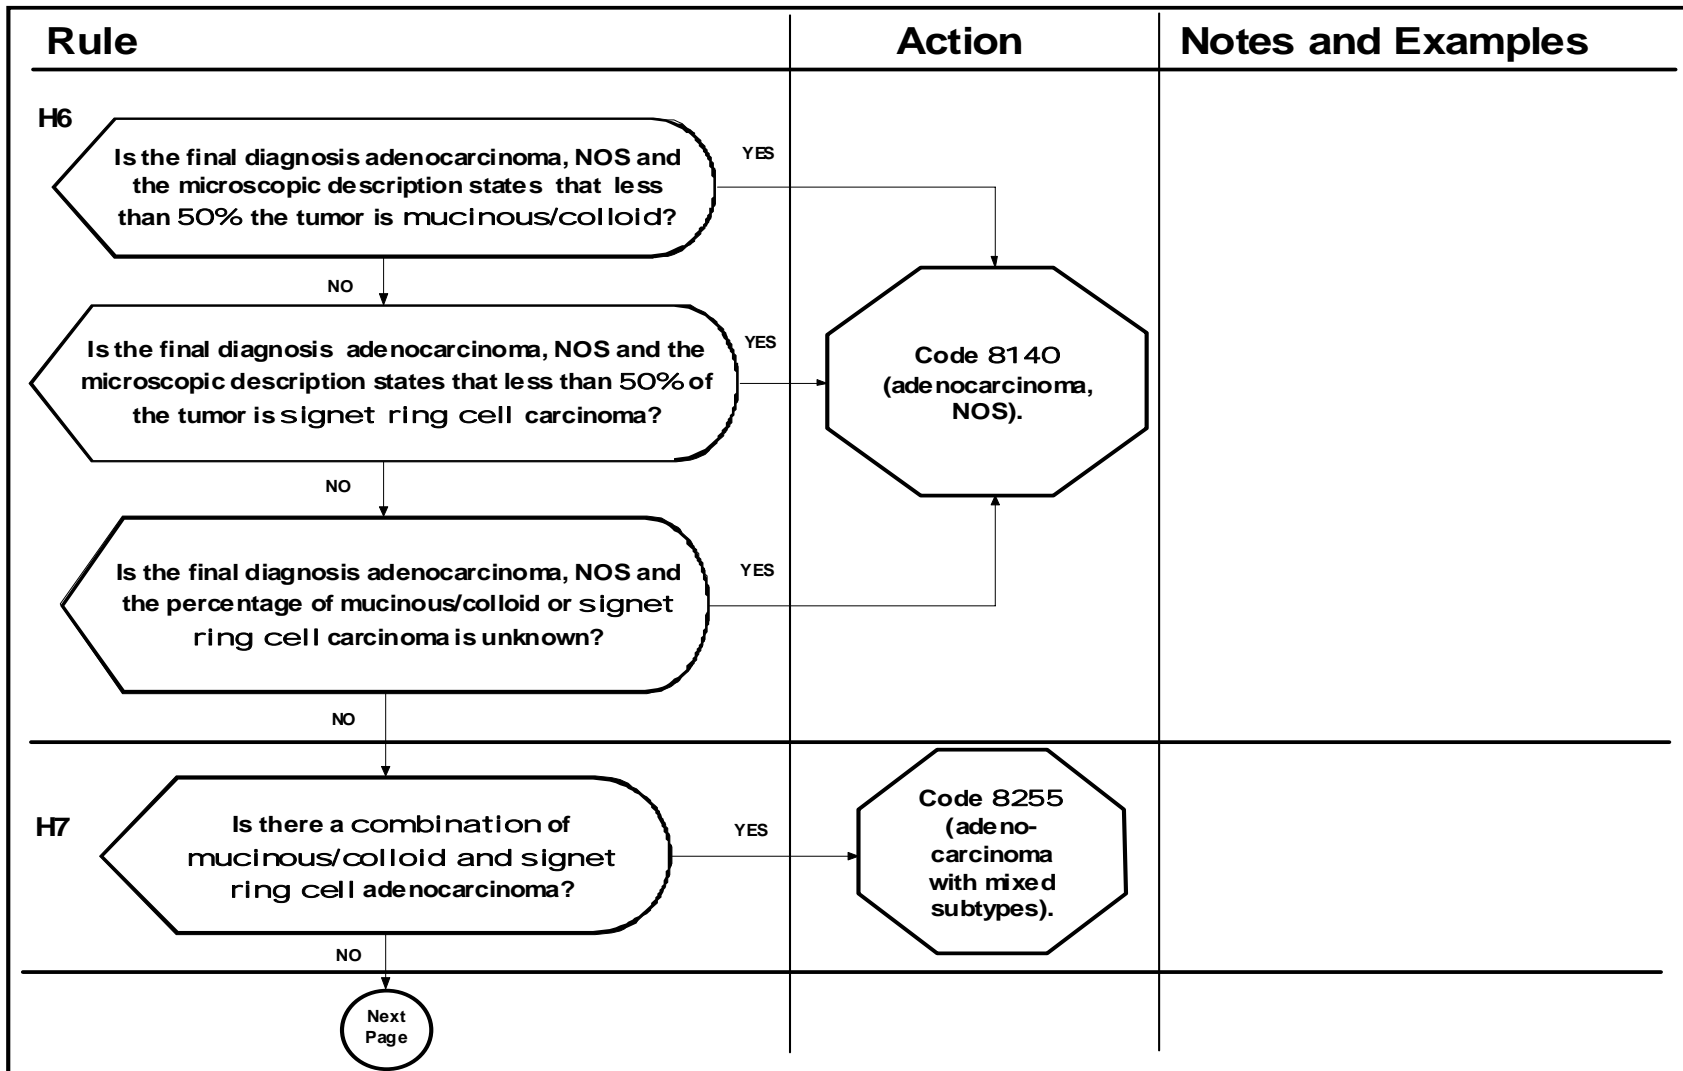 Rule
Action
Notes and Examples
H6
Is the final diagnosis adenocarcinoma, NOS and
the microscopic description states that less
than 50% the tumor is mucinous/colloid?
YES
NO
Is the final diagnosis adenocarcinoma, NOS and the
microscopic description states that less than 50% of
the tumor is signet ring cell carcinoma?
YES
Code 8140
(adenocarcinoma,
NOS).
NO
Is the final diagnosis adenocarcinoma, NOS and
the percentage of mucinous/colloid or signet
ring cell carcinoma is unknown?
YES
NO
H7
Is there a combination of
mucinous/colloid and signet
ring cell adenocarcinoma?
YES
Code 8255
(adeno-
carcinoma
with mixed
subtypes).
NO
Next
Page